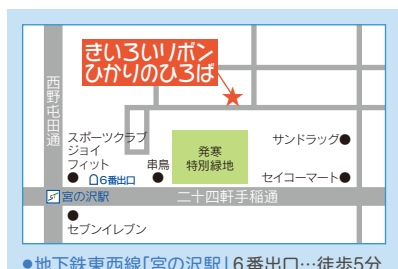 きいろいリボン
ひかりのひろば
西野屯田通
スポーツクラブ
ジョイ
フィット
串鳥
発寒
特別緑地
サンドラッグ●
6番出口
セイコーマート●
宮の沢駅
二十四軒手稲通
セブンイレブン
●地下鉄東西線「宮の沢駅」6番出口…徒歩5分